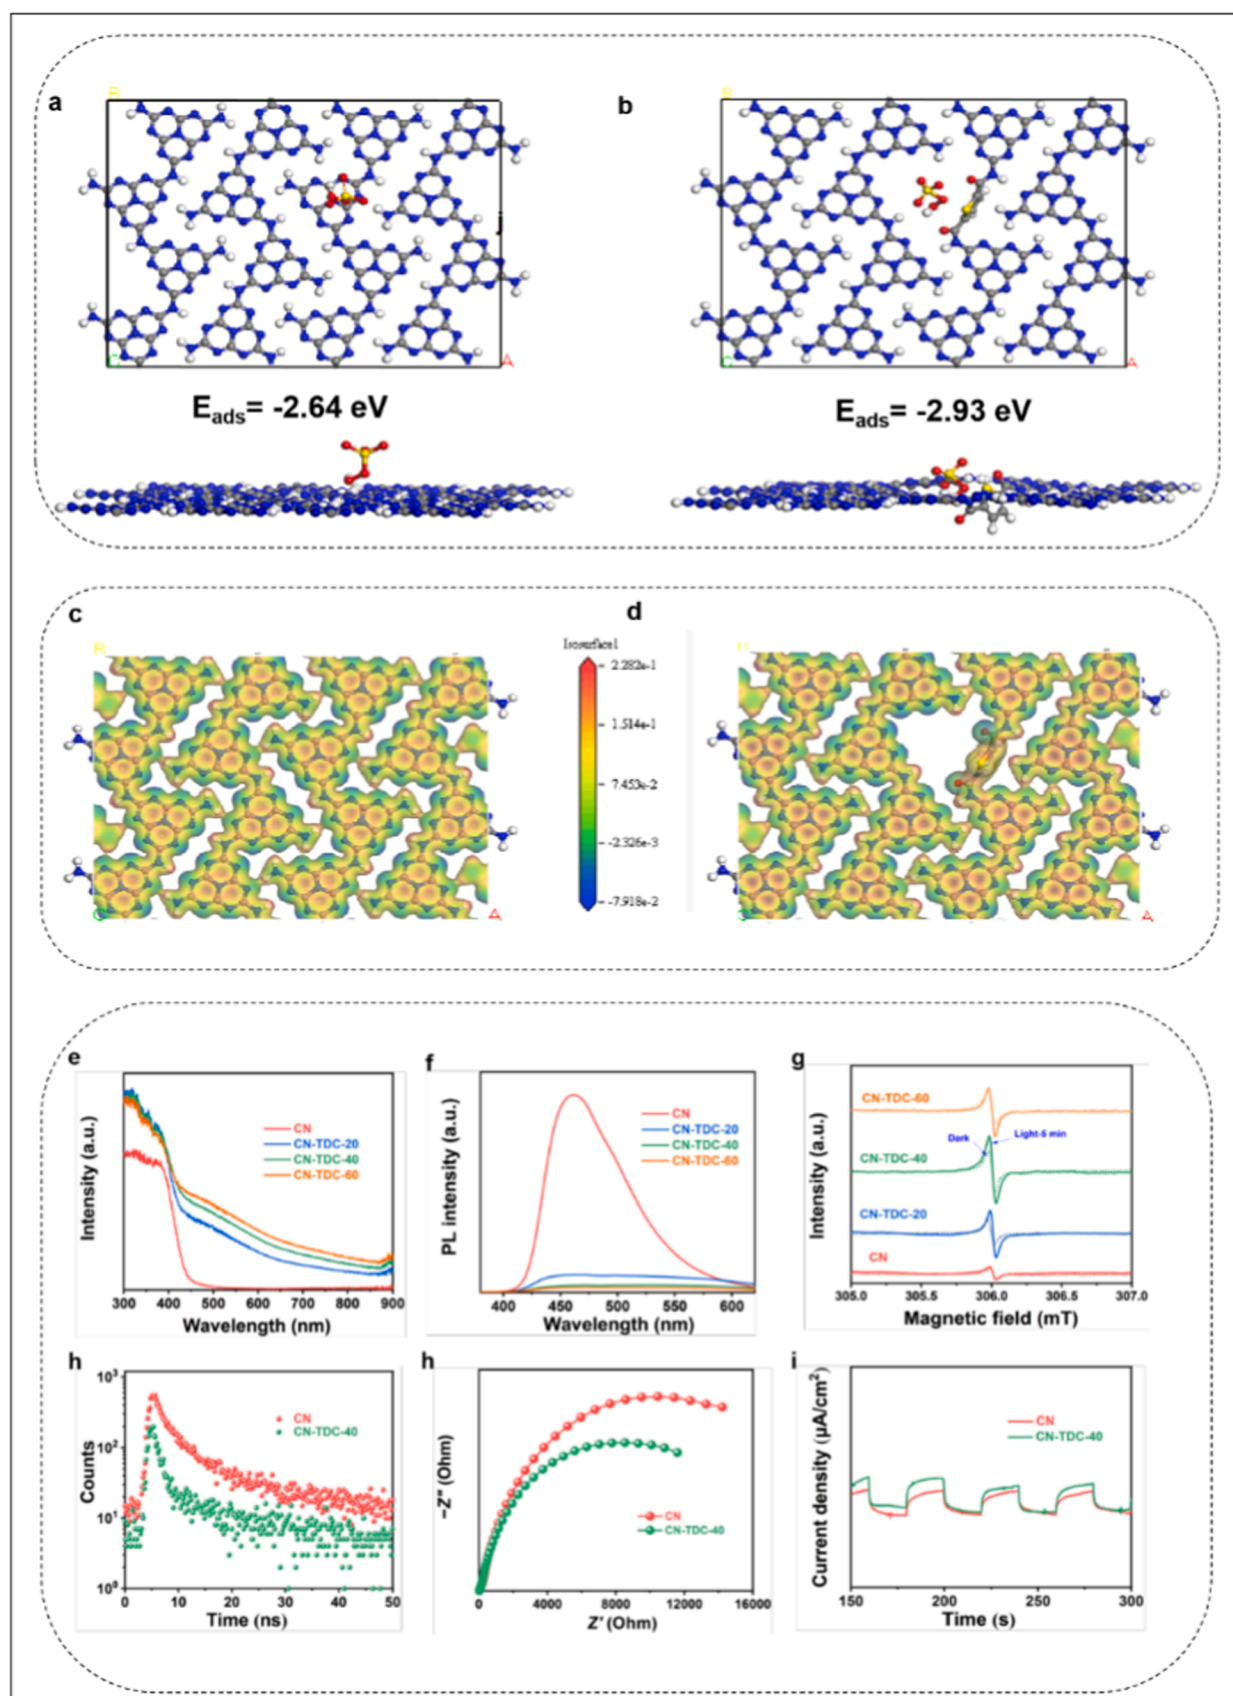 a
b
B
B
j
C
A
C
A
E_ads= -2.64 eV
E_ads= -2.93 eV
c
d
B
Isosurface1
2.282e-1
1.514e-1
7.453e-2
-2.326e-3
-7.918e-2
C
A
A
e
f
g
Intensity (a.u.)
CN
CN-TDC-20
CN-TDC-40
CN-TDC-60
300 400 500 600 700 800 900
Wavelength (nm)
PL intensity (a.u.)
CN
CN-TDC-20
CN-TDC-40
CN-TDC-60
400 450 500 550 600
Wavelength (nm)
Intensity (a.u.)
CN-TDC-60
Dark
Light-5 min
CN-TDC-40
CN-TDC-20
CN
305.0 305.5 306.0 306.5 307.0
Magnetic field (mT)
h
h
i
Counts
10³
10²
10¹
10⁰
CN
CN-TDC-40
0 10 20 30 40 50
Time (ns)
-Z'' (Ohm)
CN
CN-TDC-40
0 4000 8000 12000 16000
Z' (Ohm)
Current density (μA/cm²)
CN
CN-TDC-40
150 200 250 300
Time (s)